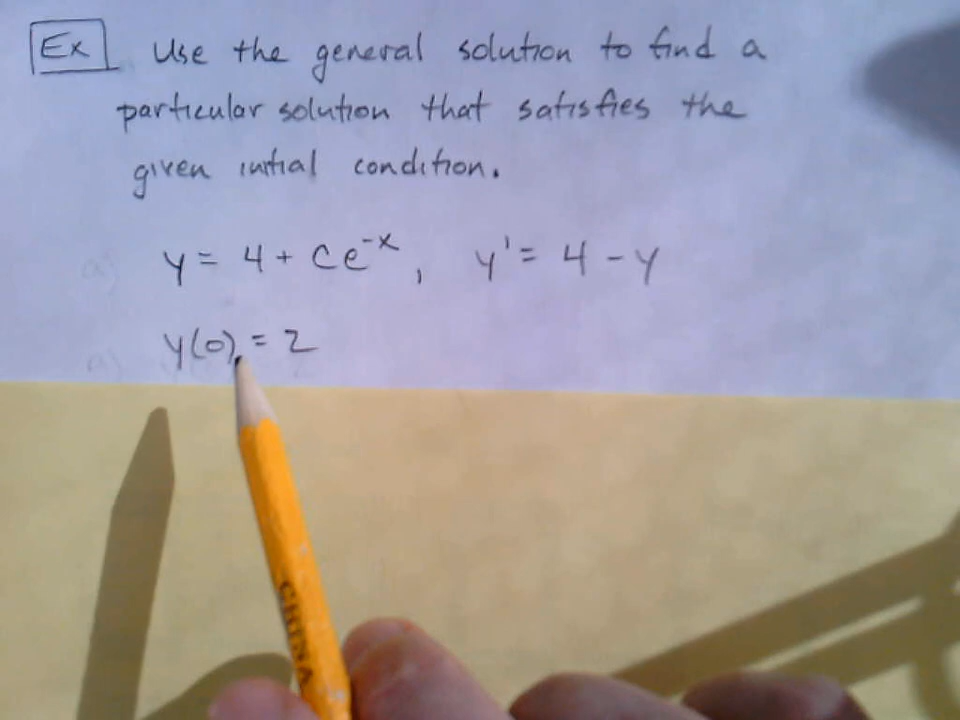 Ex Use the general solution to find a
particular solution that satisfies the
given initial condition.
y = 4 + Ce^{-x}, y' = 4 - y
y(0) = 2
CHINA